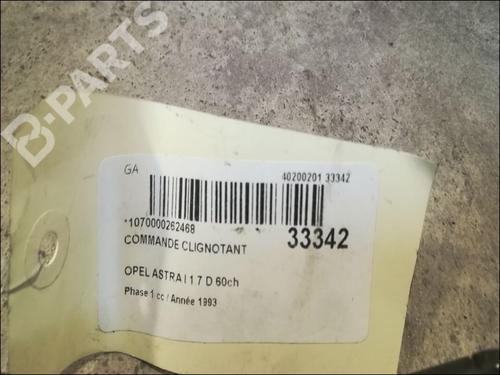 B-PARTS
GA
40200201 33342
*1070000262468
33342
COMMANDE CLIGNOTANT
OPEL ASTRA I 1 7 D 60ch
Phase 1 cc / Année 1993